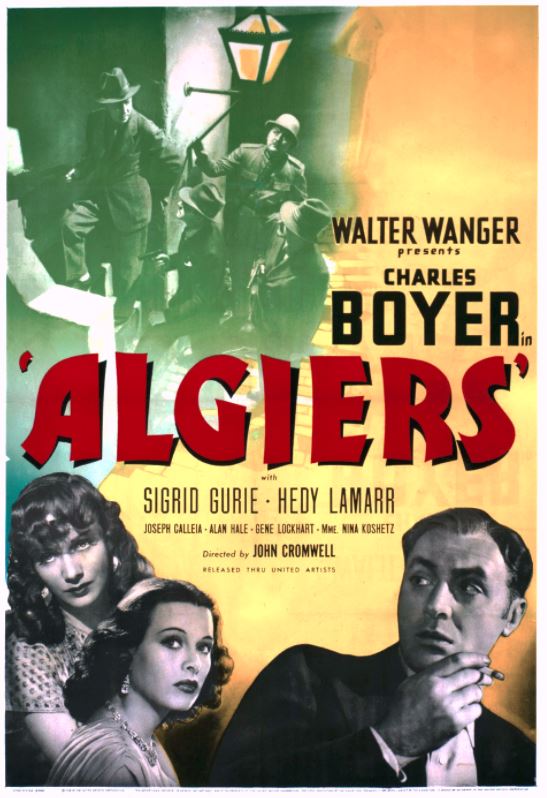 WALTER WANGER
presents
CHARLES
BOYER in
'ALGIERS'
with
SIGRID GURIE · HEDY LAMARR
JOSEPH CALLEIA · ALAN HALE · GENE LOCKHART · MME. NINA KOSHETZ
Directed by JOHN CROMWELL
RELEASED THRU UNITED ARTISTS